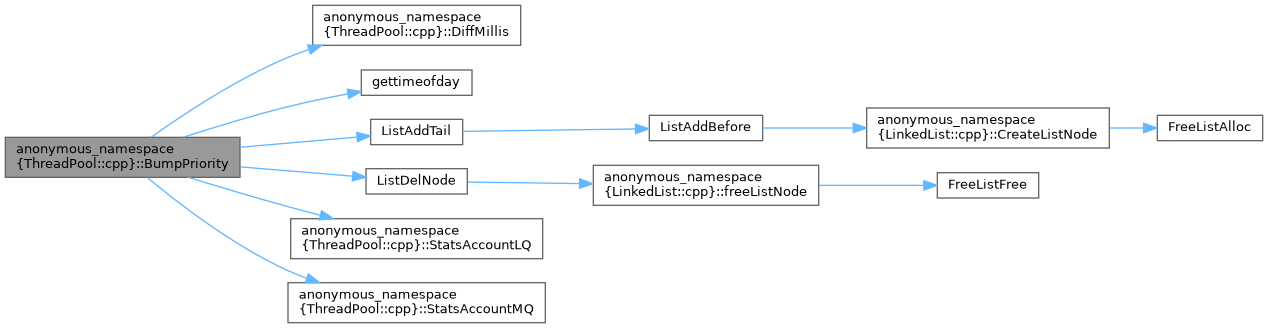 anonymous_namespace
{ThreadPool::cpp}::BumpPriority
anonymous_namespace
{ThreadPool::cpp}::DiffMillis
gettimeofday
ListAddTail
ListAddBefore
anonymous_namespace
{LinkedList::cpp}::CreateListNode
FreeListAlloc
ListDelNode
anonymous_namespace
{LinkedList::cpp}::freeListNode
FreeListFree
anonymous_namespace
{ThreadPool::cpp}::StatsAccountLQ
anonymous_namespace
{ThreadPool::cpp}::StatsAccountMQ